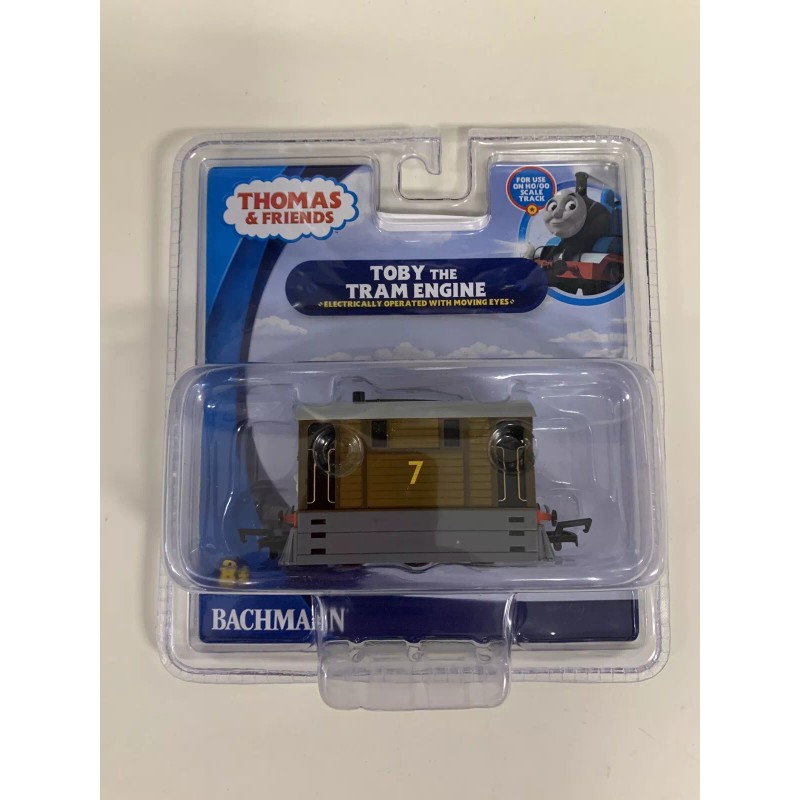 THOMAS
& FRIENDS
FOR USE
ON HO/OO
SCALE
TRACK
TOBY THE
TRAM ENGINE
ELECTRICALLY OPERATED WITH MOVING EYES
7
BACHMANN